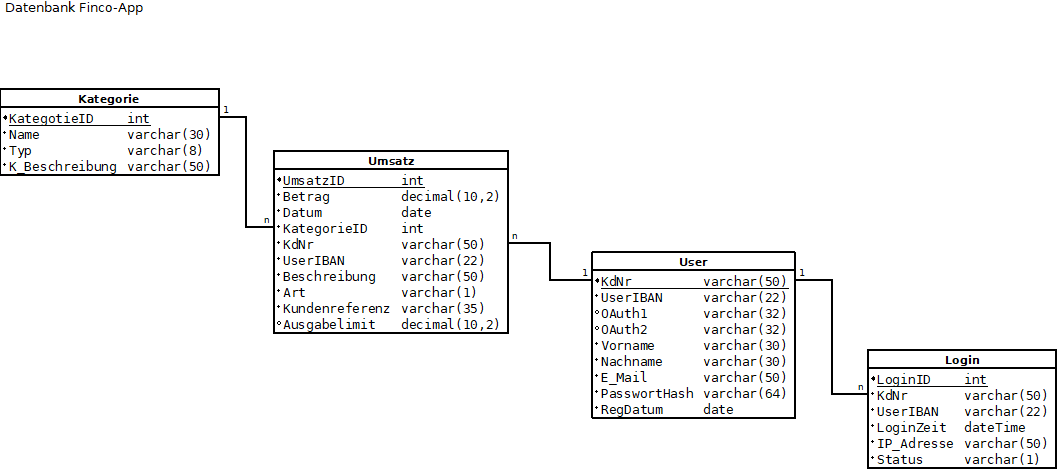 Datenbank Finco-App
Kategorie
KategotieID int
Name varchar(30)
Typ varchar(8)
K_Beschreibung varchar(50)
1
n
Umsatz
UmsatzID int
Betrag decimal(10,2)
Datum date
KategorieID int
KdNr varchar(50)
UserIBAN varchar(22)
Beschreibung varchar(50)
Art varchar(1)
Kundenreferenz varchar(35)
Ausgabelimit decimal(10,2)
n
1
User
KdNr varchar(50)
UserIBAN varchar(22)
OAuth1 varchar(32)
OAuth2 varchar(32)
Vorname varchar(30)
Nachname varchar(30)
E_Mail varchar(50)
PasswortHash varchar(64)
RegDatum date
1
n
Login
LoginID int
KdNr varchar(50)
UserIBAN varchar(22)
LoginZeit dateTime
IP_Adresse varchar(50)
Status varchar(1)